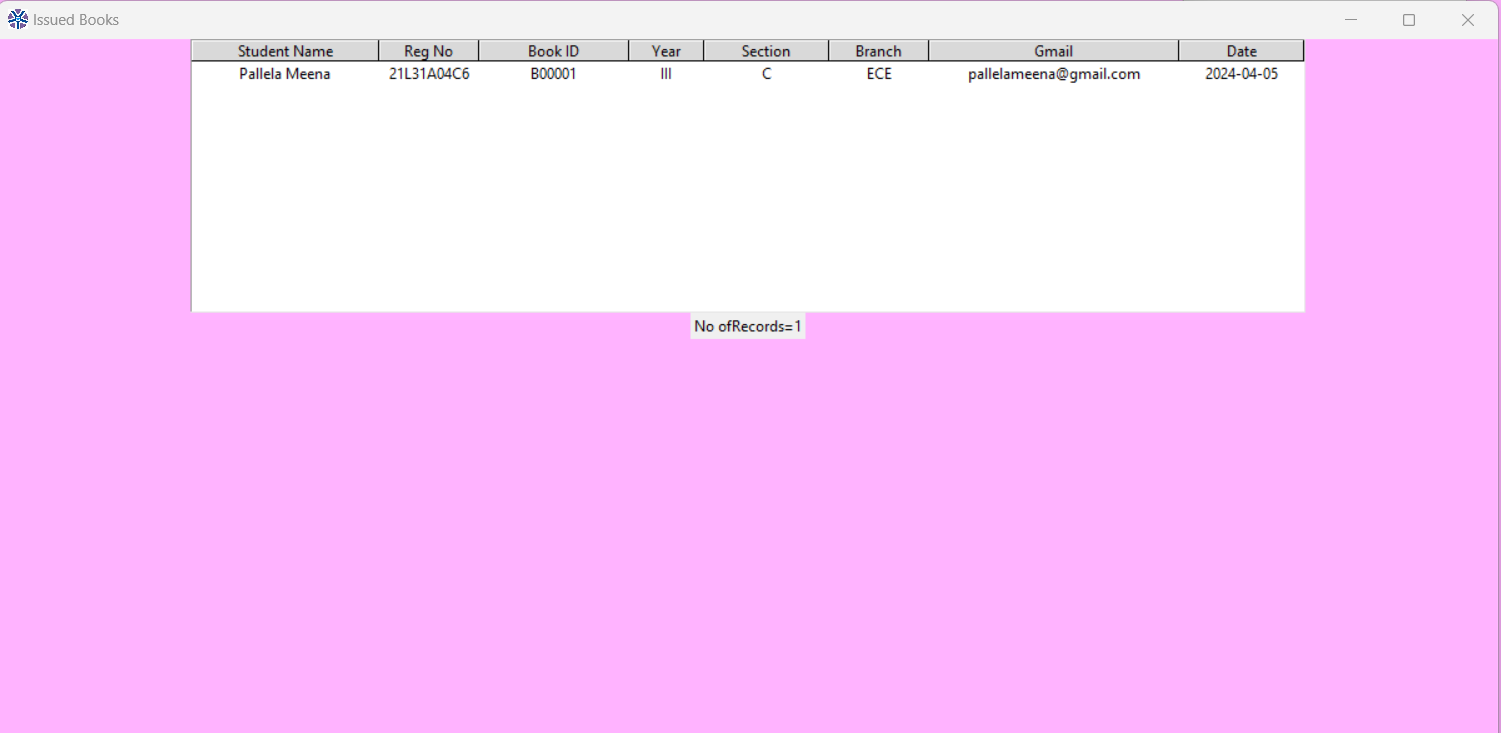 Issued Books
Student Name Reg No Book ID Year Section Branch Gmail Date
Pallela Meena 21L31A04C6 B00001 III C ECE pallelameena@gmail.com 2024-04-05
No ofRecords=1